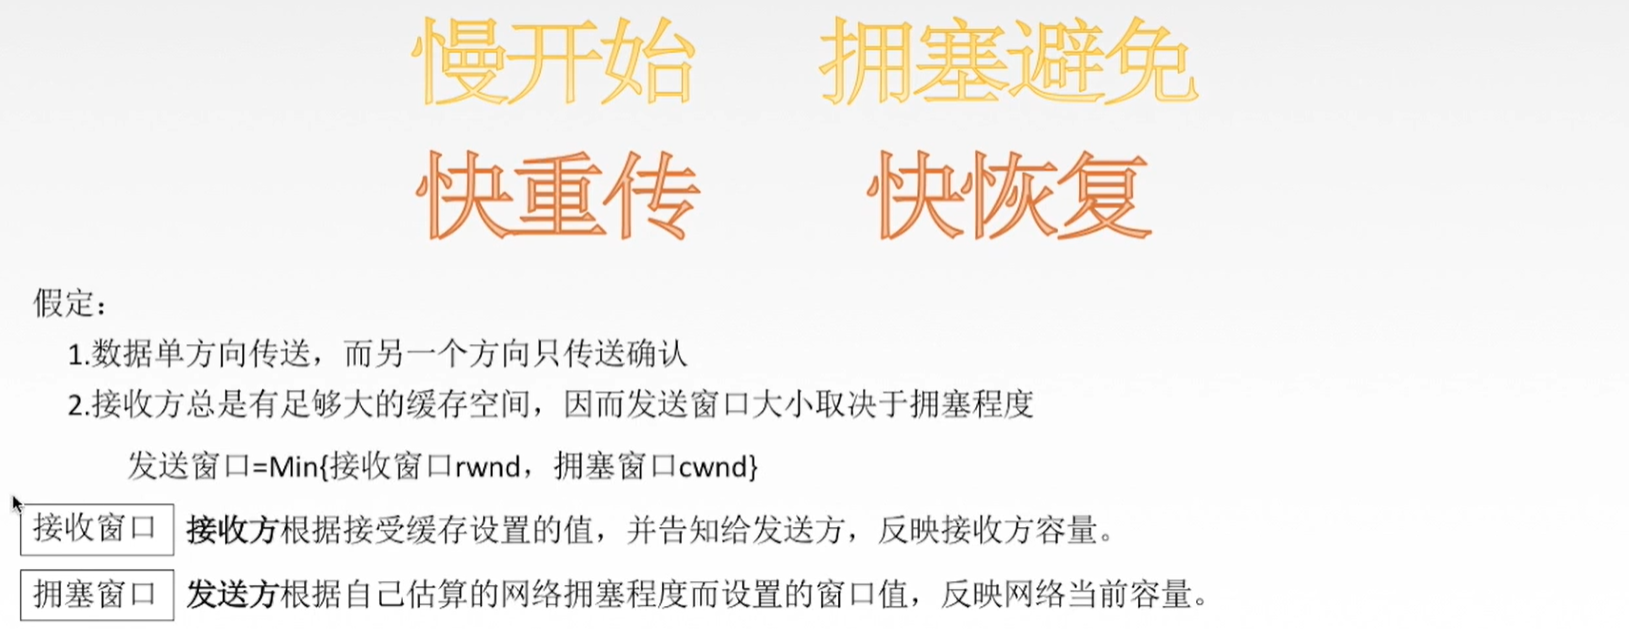 慢开始 拥塞避免
快重传 快恢复
假定：
1.数据单方向传送，而另一个方向只传送确认
2.接收方总是有足够大的缓存空间，因而发送窗口大小取决于拥塞程度
发送窗口=Min{接收窗口rwnd，拥塞窗口cwnd}
接收窗口 接收方根据接受缓存设置的值，并告知给发送方，反映接收方容量。
拥塞窗口 发送方根据自己估算的网络拥塞程度而设置的窗口值，反映网络当前容量。